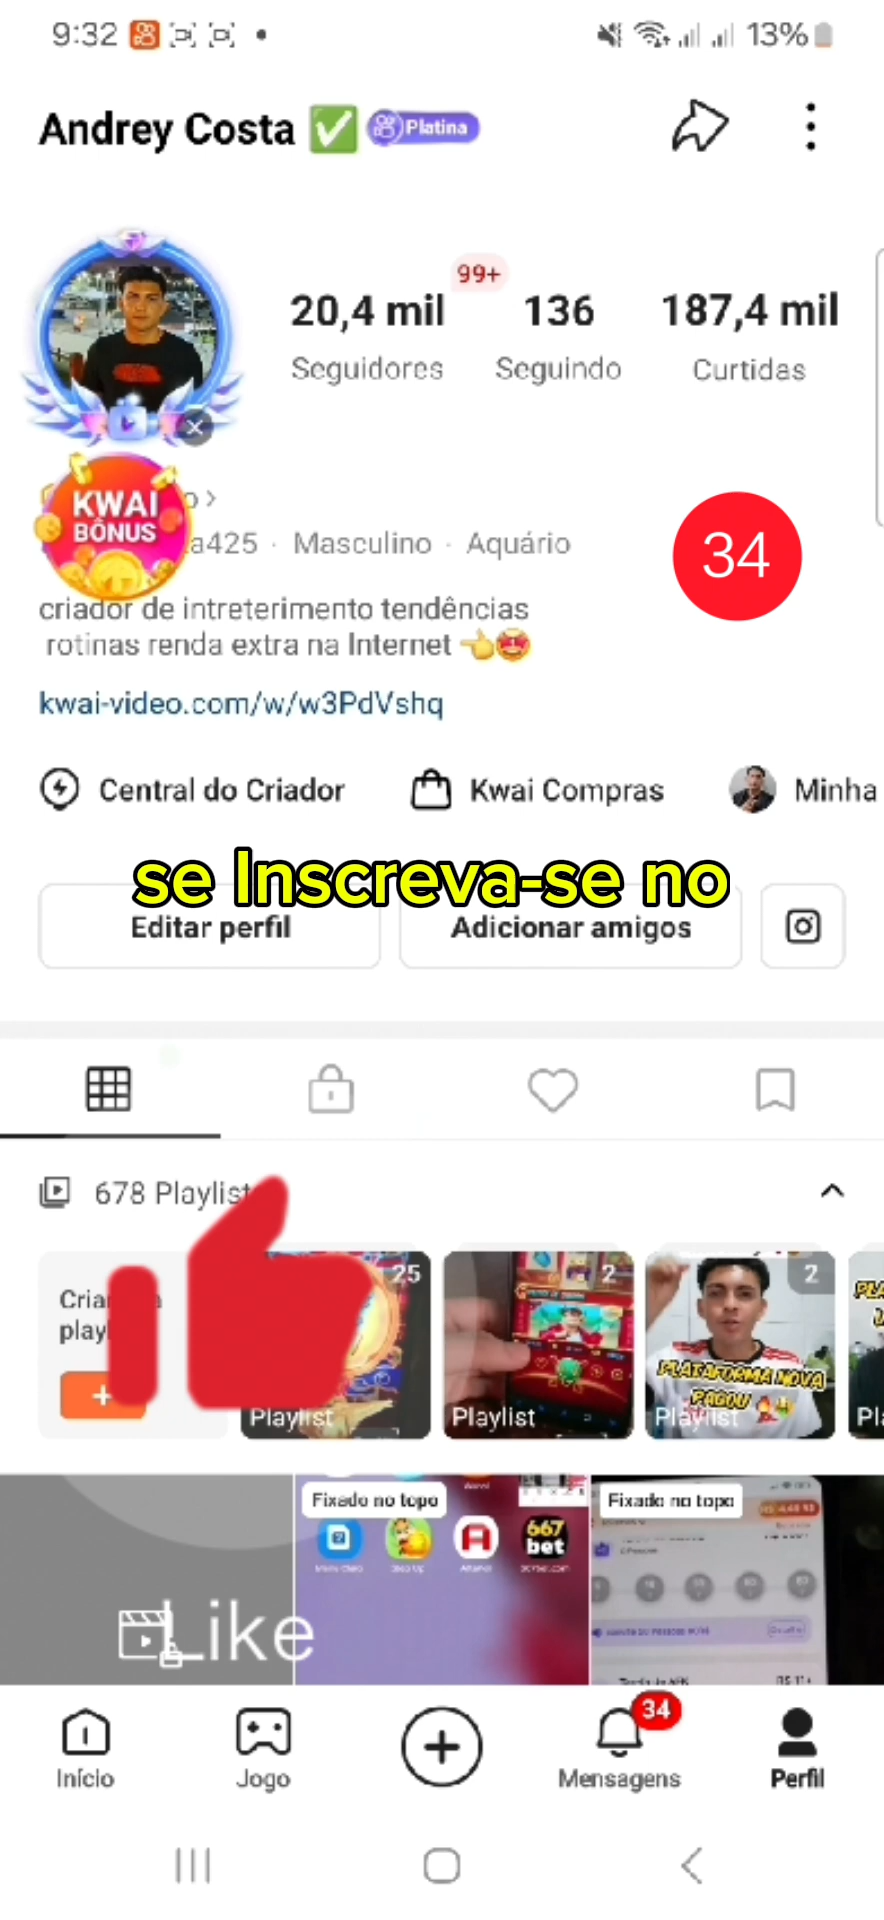 9:32
13%
Andrey Costa
Platina
99+
20,4 mil
136
187,4 mil
Seguidores
Seguindo
Curtidas
KWAI
BÔNUS
a425 · Masculino · Aquário
34
criador de intreterimento tendências
rotinas renda extra na Internet
kwai-video.com/w/w3PdVshq
Central do Criador
Kwai Compras
Minha
se Inscreva-se no
Editar perfil
Adicionar amigos
678 Playlist
25
2
2
PLATAFORMA NOVA
PAGOU
Playlist
Playlist
Playlist
Fixado no topo
Fixado no topo
667
bet
Like
34
Início
Jogo
Mensagens
Perfil